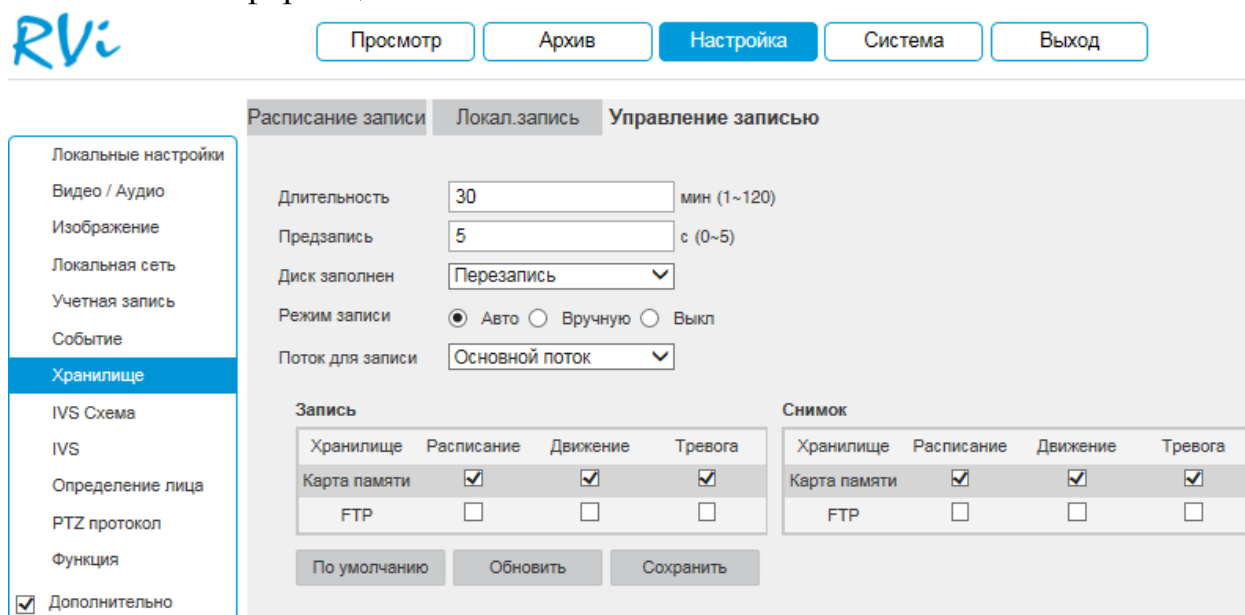 RVi
Просмотр Архив Настройка Система Выход
Расписание записи Локал.запись Управление записью
Локальные настройки
Видео / Аудио
Изображение
Локальная сеть
Учетная запись
Событие
Хранилище
IVS Схема
IVS
Определение лица
PTZ протокол
Функция
Дополнительно
Длительность 30 мин (1~120)
Предзапись 5 с (0~5)
Диск заполнен Перезапись
Режим записи Авто Вручную Выкл
Поток для записи Основной поток
Запись
Хранилище Расписание Движение Тревога
Карта памяти
FTP
Снимок
Хранилище Расписание Движение Тревога
Карта памяти
FTP
По умолчанию Обновить Сохранить